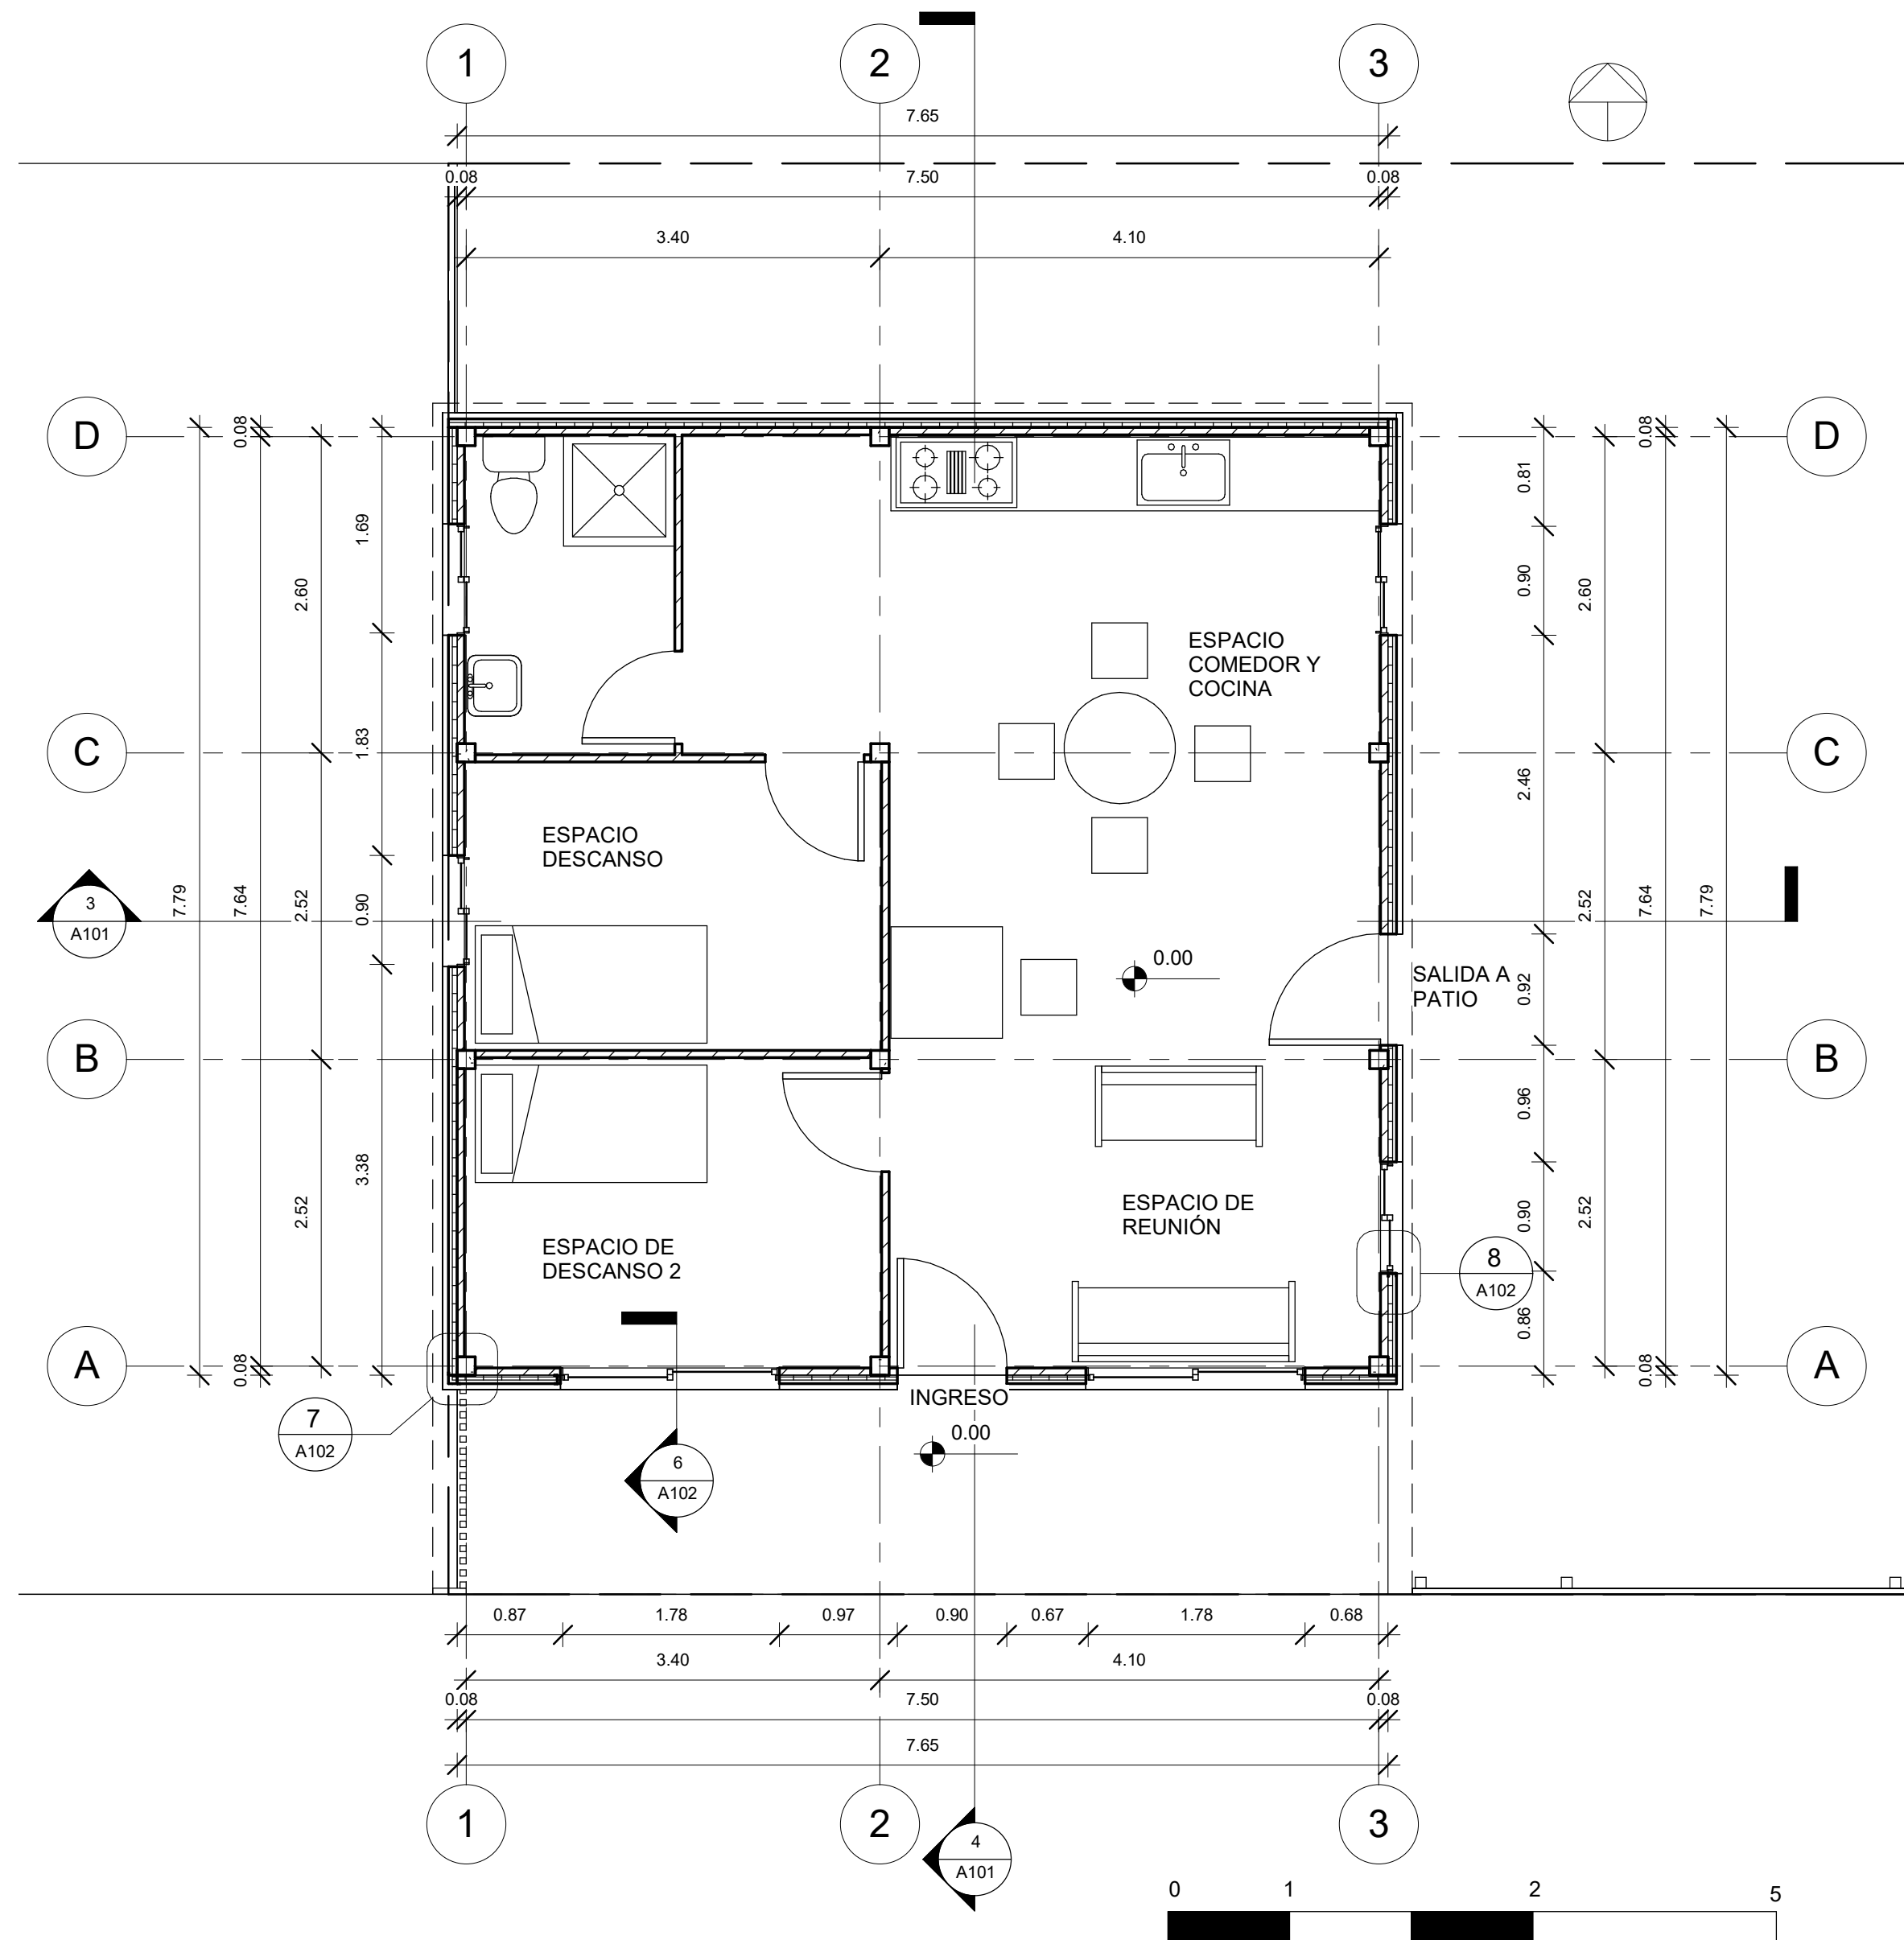 1
2
3
7.65
0.08
7.50
0.08
3.40
4.10
D
D
0.08
0.08
0.81
1.69
0.90
2.60
2.60
ESPACIO
COMEDOR Y
COCINA
C
C
1.83
2.46
ESPACIO
DESCANSO
3
A101
7.79
7.64
2.52
0.90
2.52
7.64
7.79
0.00
SALIDA A
PATIO
0.92
B
B
0.96
3.38
2.52
0.90
2.52
ESPACIO DE
REUNIÓN
ESPACIO DE
DESCANSO 2
8
A102
0.86
A
A
0.08
0.08
INGRESO
0.00
7
A102
6
A102
0.87
1.78
0.97
0.90
0.67
1.78
0.68
3.40
4.10
0.08
7.50
0.08
7.65
1
2
3
4
A101
0
1
2
5